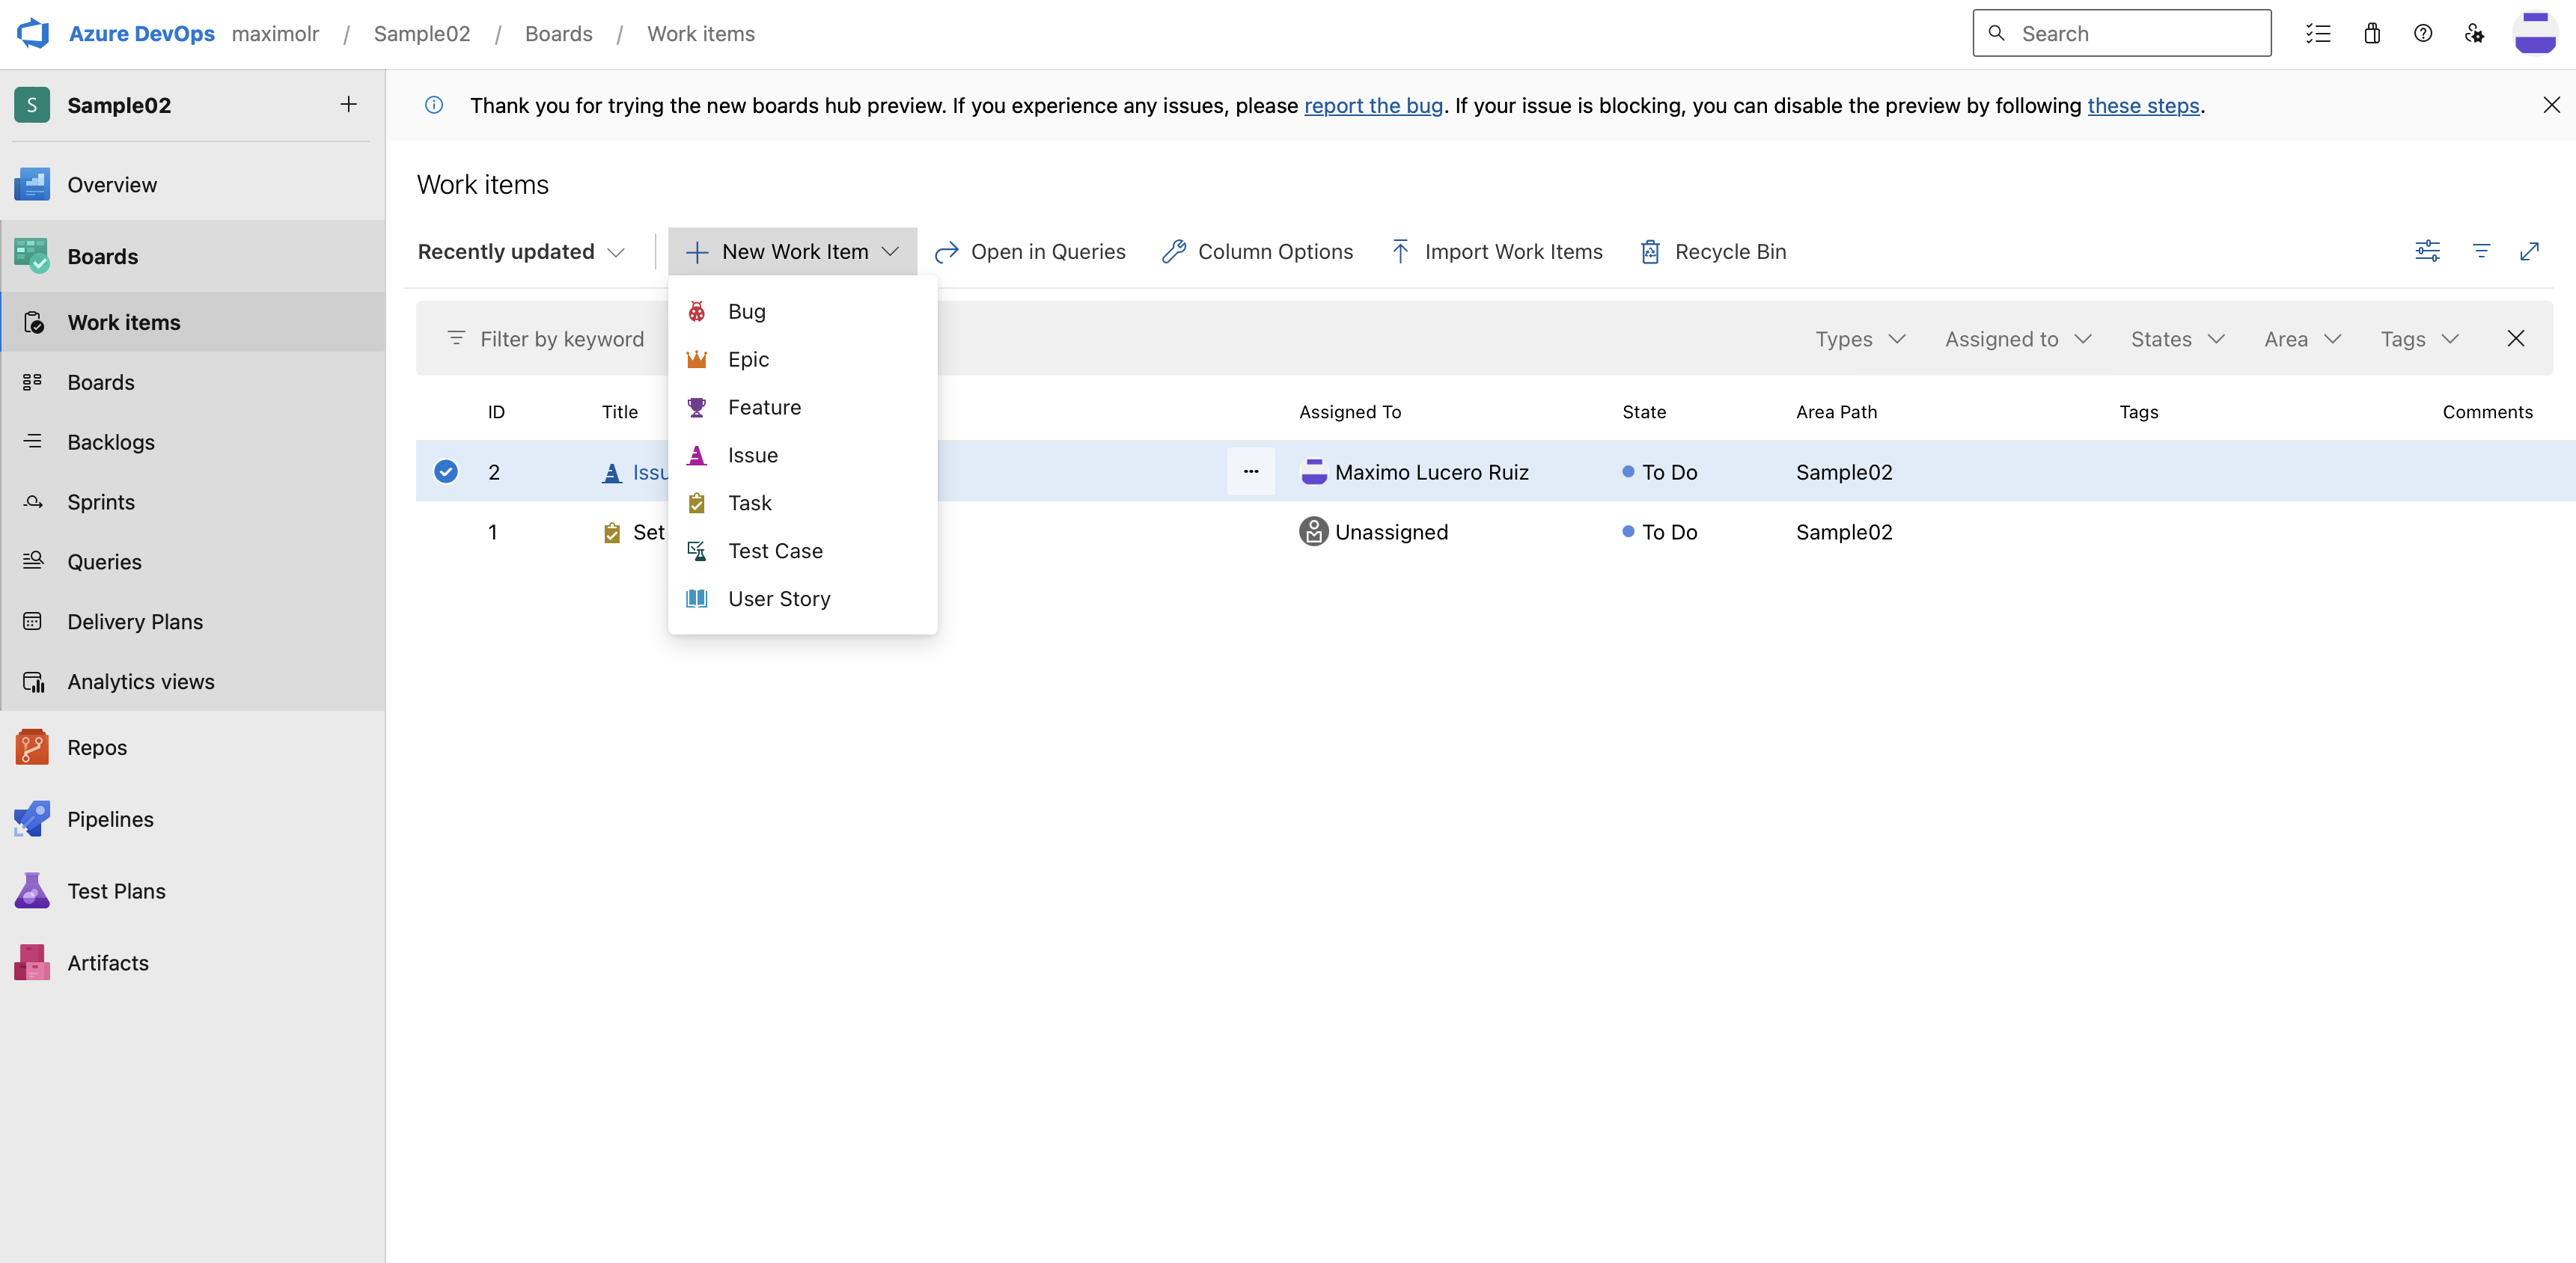 Azure DevOps maximolr / Sample02 / Boards / Work items
Search
S Sample02
Thank you for trying the new boards hub preview. If you experience any issues, please report the bug. If your issue is blocking, you can disable the preview by following these steps.
Overview
Boards
Work items
Boards
Backlogs
Sprints
Queries
Delivery Plans
Analytics views
Repos
Pipelines
Test Plans
Artifacts
Work items
Recently updated
New Work Item
Open in Queries
Column Options
Import Work Items
Recycle Bin
Bug
Epic
Feature
Issue
Task
Test Case
User Story
Filter by keyword
Types
Assigned to
States
Area
Tags
ID Title Assigned To State Area Path Tags Comments
2 Issu Maximo Lucero Ruiz To Do Sample02
1 Set Unassigned To Do Sample02